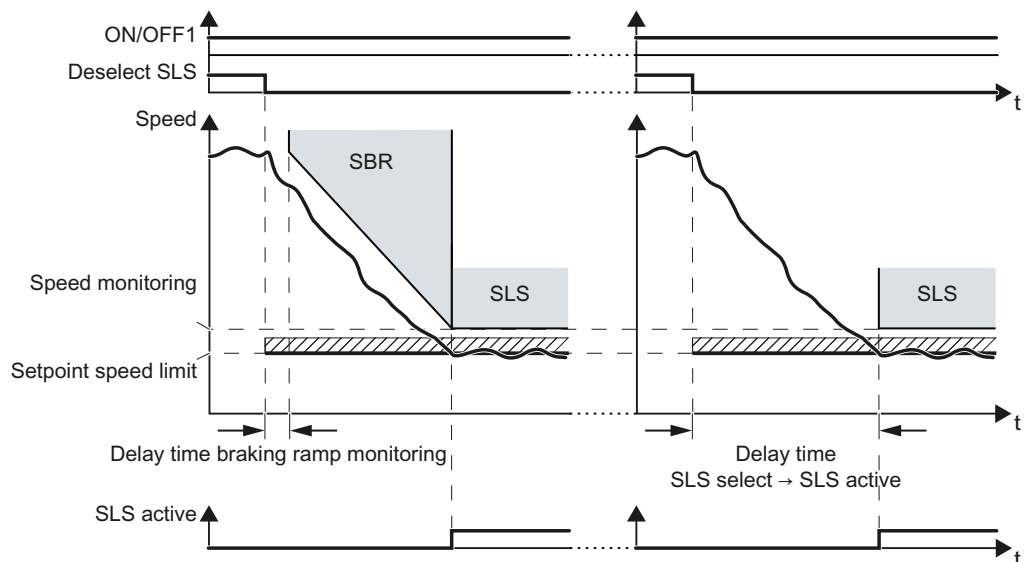 ON/OFF1
Deselect SLS
t
Speed
SBR
Speed monitoring
SLS
SLS
Setpoint speed limit
t
Delay time braking ramp monitoring
Delay time
SLS select → SLS active
SLS active
t